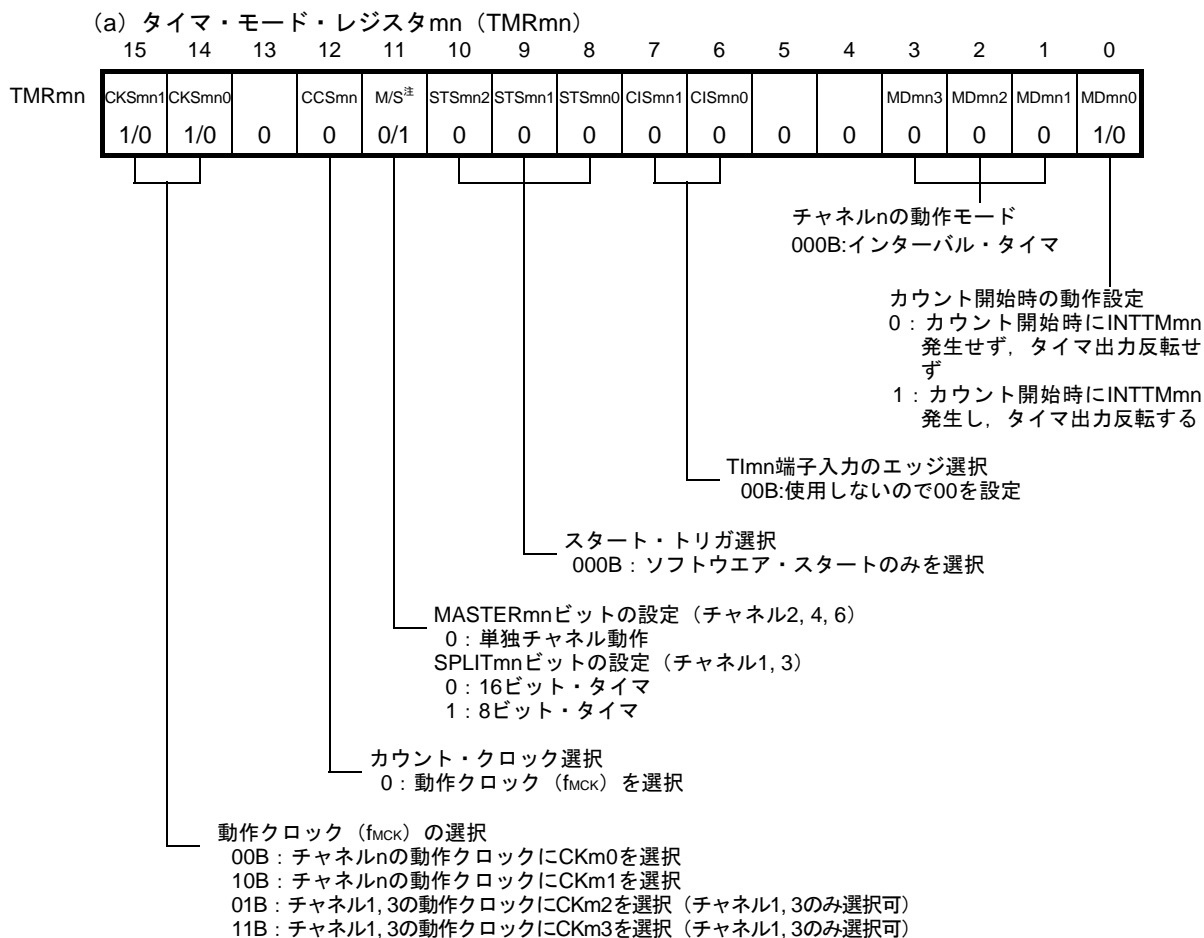 (a) タイマ・モード・レジスタmn（TMRmn）
15 14 13 12 11 10 9 8 7 6 5 4 3 2 1 0
TMRmn CKSmn1 CKSmn0 CCSmn M/S注 STSmn2 STSmn1 STSmn0 CISmn1 CISmn0 MDmn3 MDmn2 MDmn1 MDmn0
1/0 1/0 0 0 0/1 0 0 0 0 0 0 0 0 0 0 1/0
チャネルnの動作モード
000B:インターバル・タイマ
カウント開始時の動作設定
0：カウント開始時にINTTMmn
発生せず，タイマ出力反転せ
ず
1：カウント開始時にINTTMmn
発生し，タイマ出力反転する
TImn端子入力のエッジ選択
00B:使用しないので00を設定
スタート・トリガ選択
000B：ソフトウエア・スタートのみを選択
MASTERmnビットの設定（チャネル2, 4, 6）
0：単独チャネル動作
SPLITmnビットの設定（チャネル1, 3）
0：16ビット・タイマ
1：8ビット・タイマ
カウント・クロック選択
0：動作クロック（fMCK）を選択
動作クロック（fMCK）の選択
00B：チャネルnの動作クロックにCKm0を選択
10B：チャネルnの動作クロックにCKm1を選択
01B：チャネル1, 3の動作クロックにCKm2を選択（チャネル1, 3のみ選択可）
11B：チャネル1, 3の動作クロックにCKm3を選択（チャネル1, 3のみ選択可）